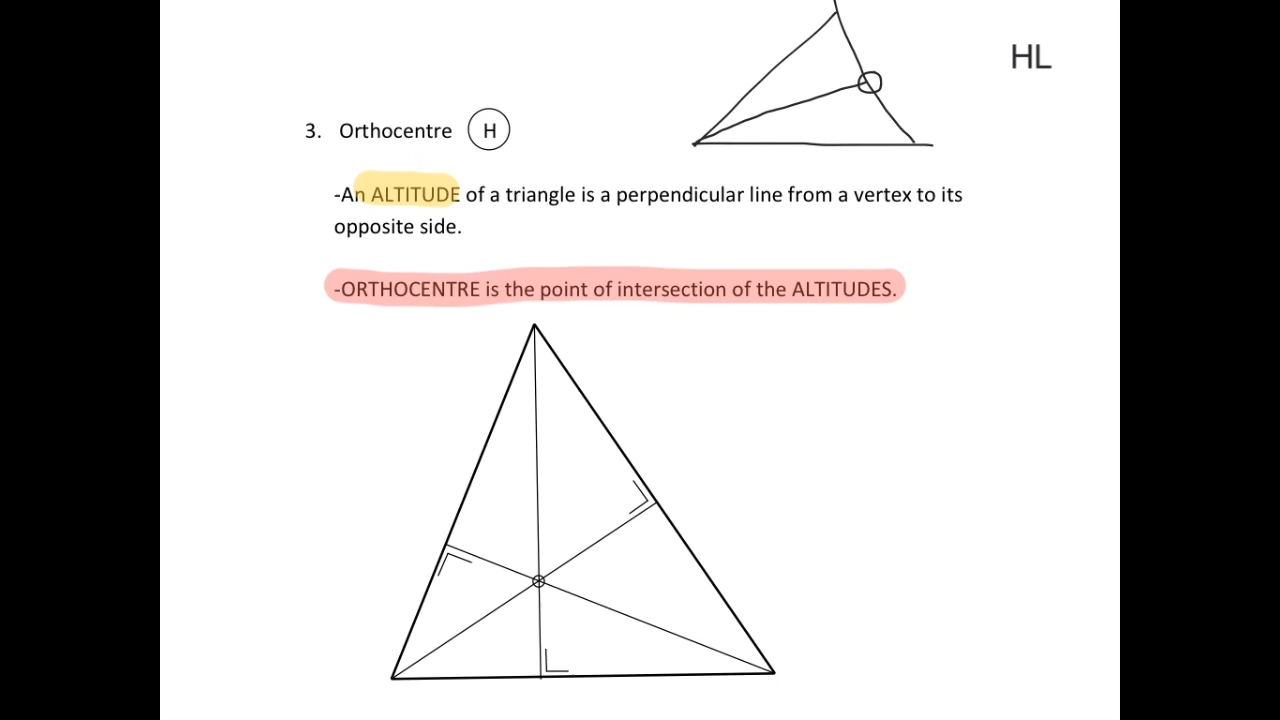 HL
3. Orthocentre H
-An ALTITUDE of a triangle is a perpendicular line from a vertex to its
opposite side.
-ORTHOCENTRE is the point of intersection of the ALTITUDES.